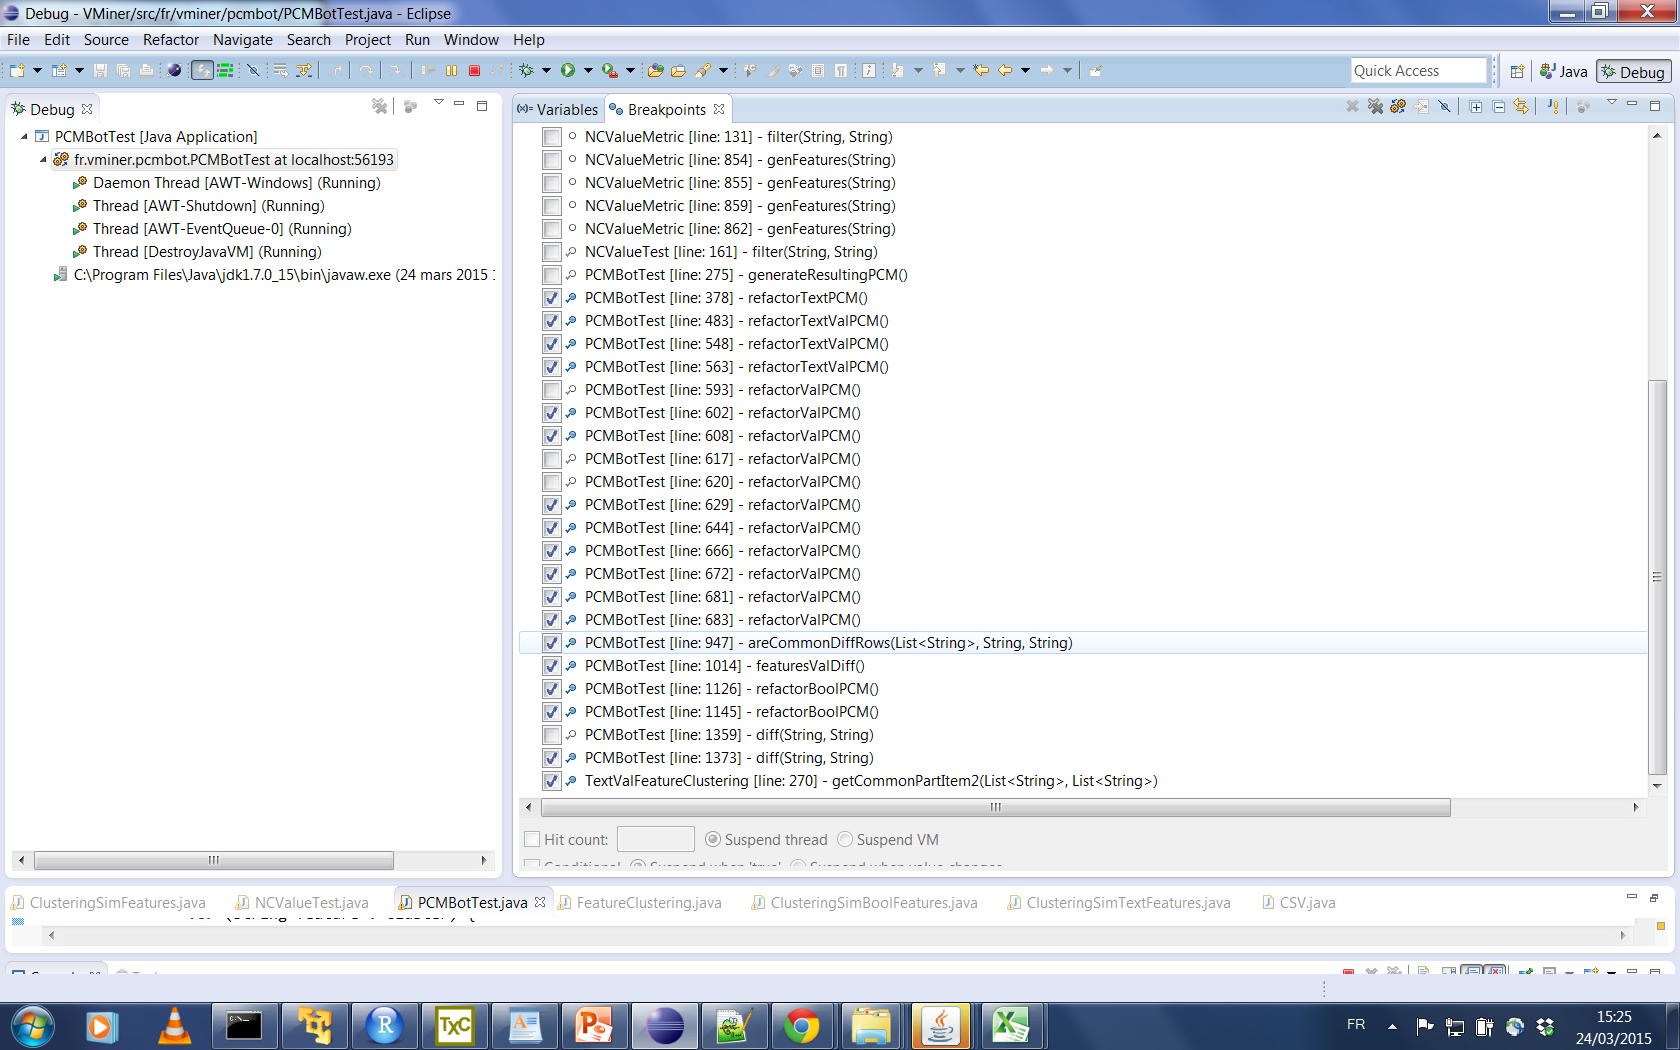 Debug - VMiner/src/fr/vminer/pcmbot/PCMBotTest.java - Eclipse
File Edit Source Refactor Navigate Search Project Run Window Help
Quick Access
Java
Debug
Debug
PCMBotTest [Java Application]
fr.vminer.pcmbot.PCMBotTest at localhost:56193
Daemon Thread [AWT-Windows] (Running)
Thread [AWT-Shutdown] (Running)
Thread [AWT-EventQueue-0] (Running)
Thread [DestroyJavaVM] (Running)
C:\Program Files\Java\jdk1.7.0_15\bin\javaw.exe (24 mars 2015
(x)= Variables
Breakpoints
NCValueMetric [line: 131] - filter(String, String)
NCValueMetric [line: 854] - genFeatures(String)
NCValueMetric [line: 855] - genFeatures(String)
NCValueMetric [line: 859] - genFeatures(String)
NCValueMetric [line: 862] - genFeatures(String)
NCValueTest [line: 161] - filter(String, String)
PCMBotTest [line: 275] - generateResultingPCM()
PCMBotTest [line: 378] - refactorTextPCM()
PCMBotTest [line: 483] - refactorTextValPCM()
PCMBotTest [line: 548] - refactorTextValPCM()
PCMBotTest [line: 563] - refactorTextValPCM()
PCMBotTest [line: 593] - refactorValPCM()
PCMBotTest [line: 602] - refactorValPCM()
PCMBotTest [line: 608] - refactorValPCM()
PCMBotTest [line: 617] - refactorValPCM()
PCMBotTest [line: 620] - refactorValPCM()
PCMBotTest [line: 629] - refactorValPCM()
PCMBotTest [line: 644] - refactorValPCM()
PCMBotTest [line: 666] - refactorValPCM()
PCMBotTest [line: 672] - refactorValPCM()
PCMBotTest [line: 681] - refactorValPCM()
PCMBotTest [line: 683] - refactorValPCM()
PCMBotTest [line: 947] - areCommonDiffRows(List<String>, String, String)
PCMBotTest [line: 1014] - featuresValDiff()
PCMBotTest [line: 1126] - refactorBoolPCM()
PCMBotTest [line: 1145] - refactorBoolPCM()
PCMBotTest [line: 1359] - diff(String, String)
PCMBotTest [line: 1373] - diff(String, String)
TextValFeatureClustering [line: 270] - getCommonPartItem2(List<String>, List<String>)
Hit count: Suspend thread Suspend VM
Conditional Suspend when 'true' Suspend when value changes
ClusteringSimFeatures.java NCValueTest.java PCMBotTest.java FeatureClustering.java ClusteringSimBoolFeatures.java ClusteringSimTextFeatures.java CSV.java
FR
15:25
24/03/2015